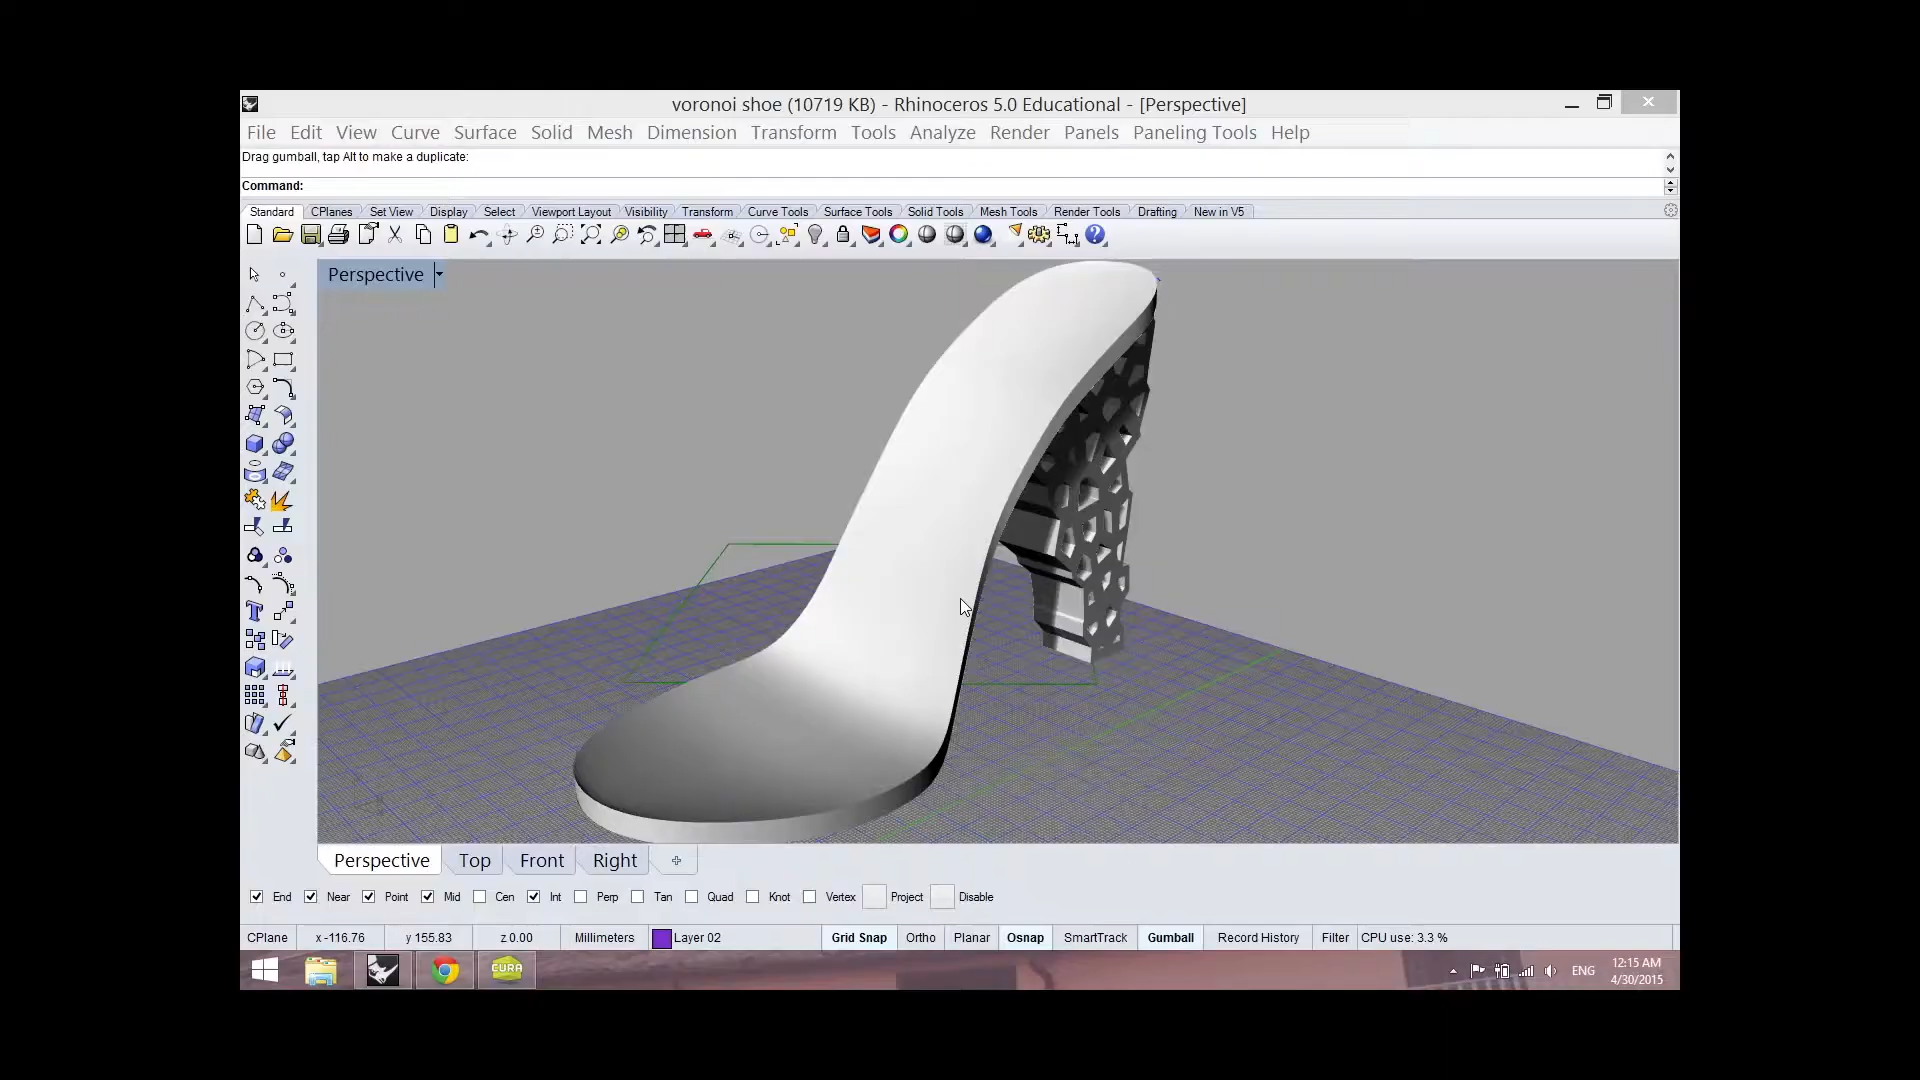 voronoi shoe (10719 KB) - Rhinoceros 5.0 Educational - [Perspective]
File Edit View Curve Surface Solid Mesh Dimension Transform Tools Analyze Render Panels Paneling Tools Help
Drag gumball, tap Alt to make a duplicate:
Command:
Standard CPlanes Set View Display Select Viewport Layout Visibility Transform Curve Tools Surface Tools Solid Tools Mesh Tools Render Tools Drafting New in V5
Perspective
Perspective Top Front Right
End Near Point Mid Cen Int Perp Tan Quad Knot Vertex Project Disable
CPlane x -116.76 y 155.83 z 0.00 Millimeters Layer 02 Grid Snap Ortho Planar Osnap SmartTrack Gumball Record History Filter CPU use: 3.3 %
CURA
ENG
12:15 AM
4/30/2015